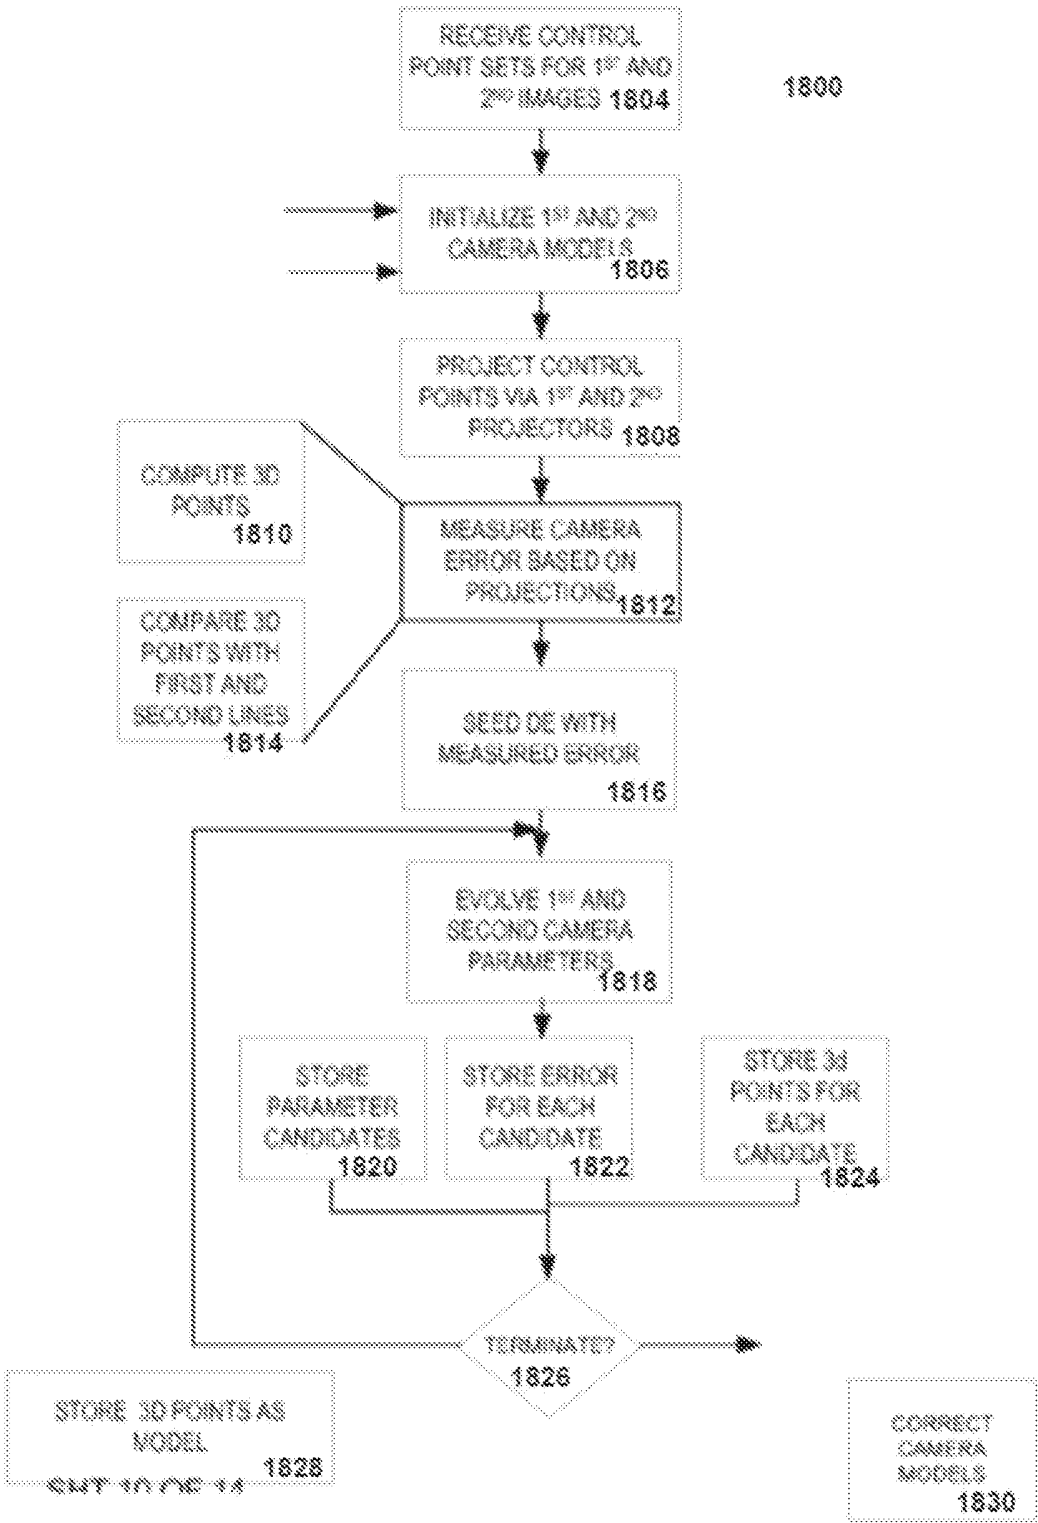 RECEIVE CONTROL
POINT SETS FOR 1ST AND
2ND IMAGES 1804
1800
INITIALIZE 1ST AND 2ND
CAMERA MODELS
1806
PROJECT CONTROL
POINTS VIA 1ST AND 2ND
PROJECTORS 1808
COMPUTE 3D
POINTS
1810
MEASURE CAMERA
ERROR BASED ON
PROJECTIONS 1812
COMPARE 3D
POINTS WITH
FIRST AND
SECOND LINES
1814
SEED DE WITH
MEASURED ERROR
1816
EVOLVE 1ST AND
SECOND CAMERA
PARAMETERS
1818
STORE
PARAMETER
CANDIDATES
1820
STORE ERROR
FOR EACH
CANDIDATE
1822
STORE 3d
POINTS FOR
EACH
CANDIDATE
1824
TERMINATE?
1826
STORE 3D POINTS AS
MODEL
1828
SHT 10 OF 14
CORRECT
CAMERA
MODELS
1830